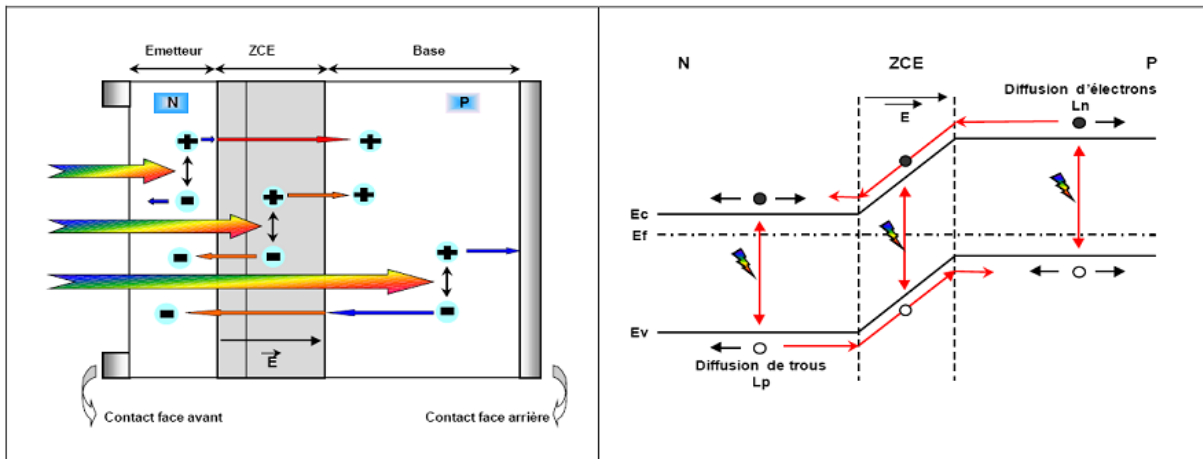 Emetteur
ZCE
Base
N
P
E
Contact face avant
Contact face arrière
N
ZCE
P
E
Diffusion d'électrons
Ln
Ec
Ef
Ev
Diffusion de trous
Lp